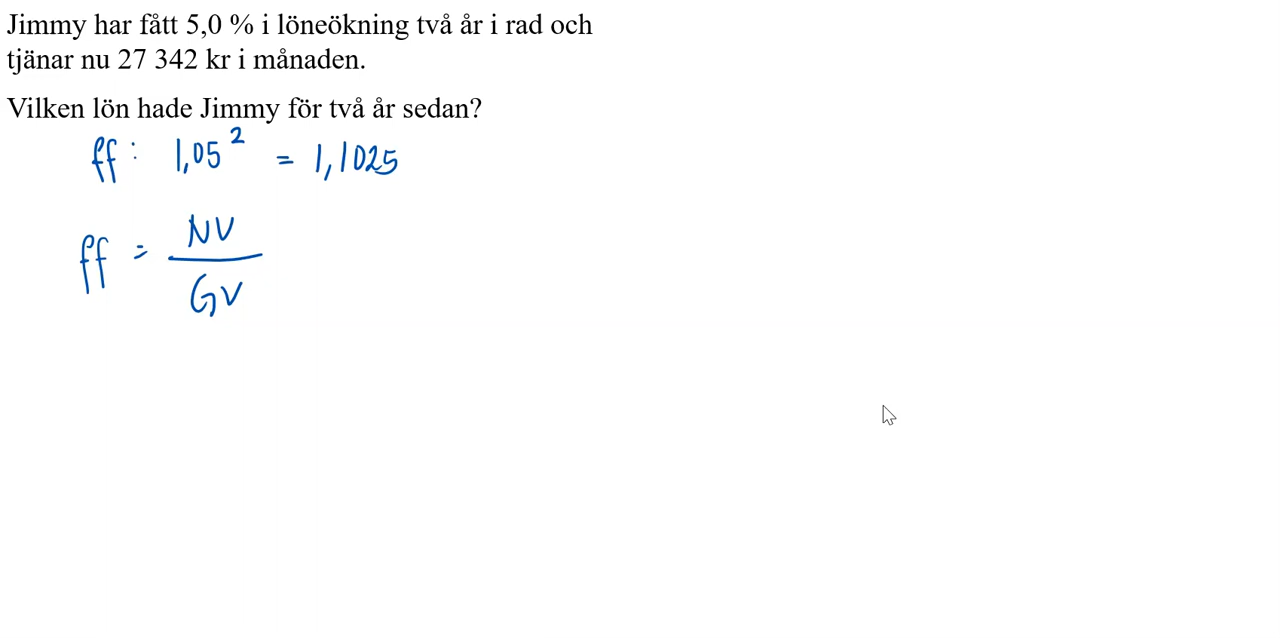 Jimmy har fått 5,0 % i löneökning två år i rad och
tjänar nu 27 342 kr i månaden.
Vilken lön hade Jimmy för två år sedan?
ff: 1,05² = 1,1025
ff = NV
GV